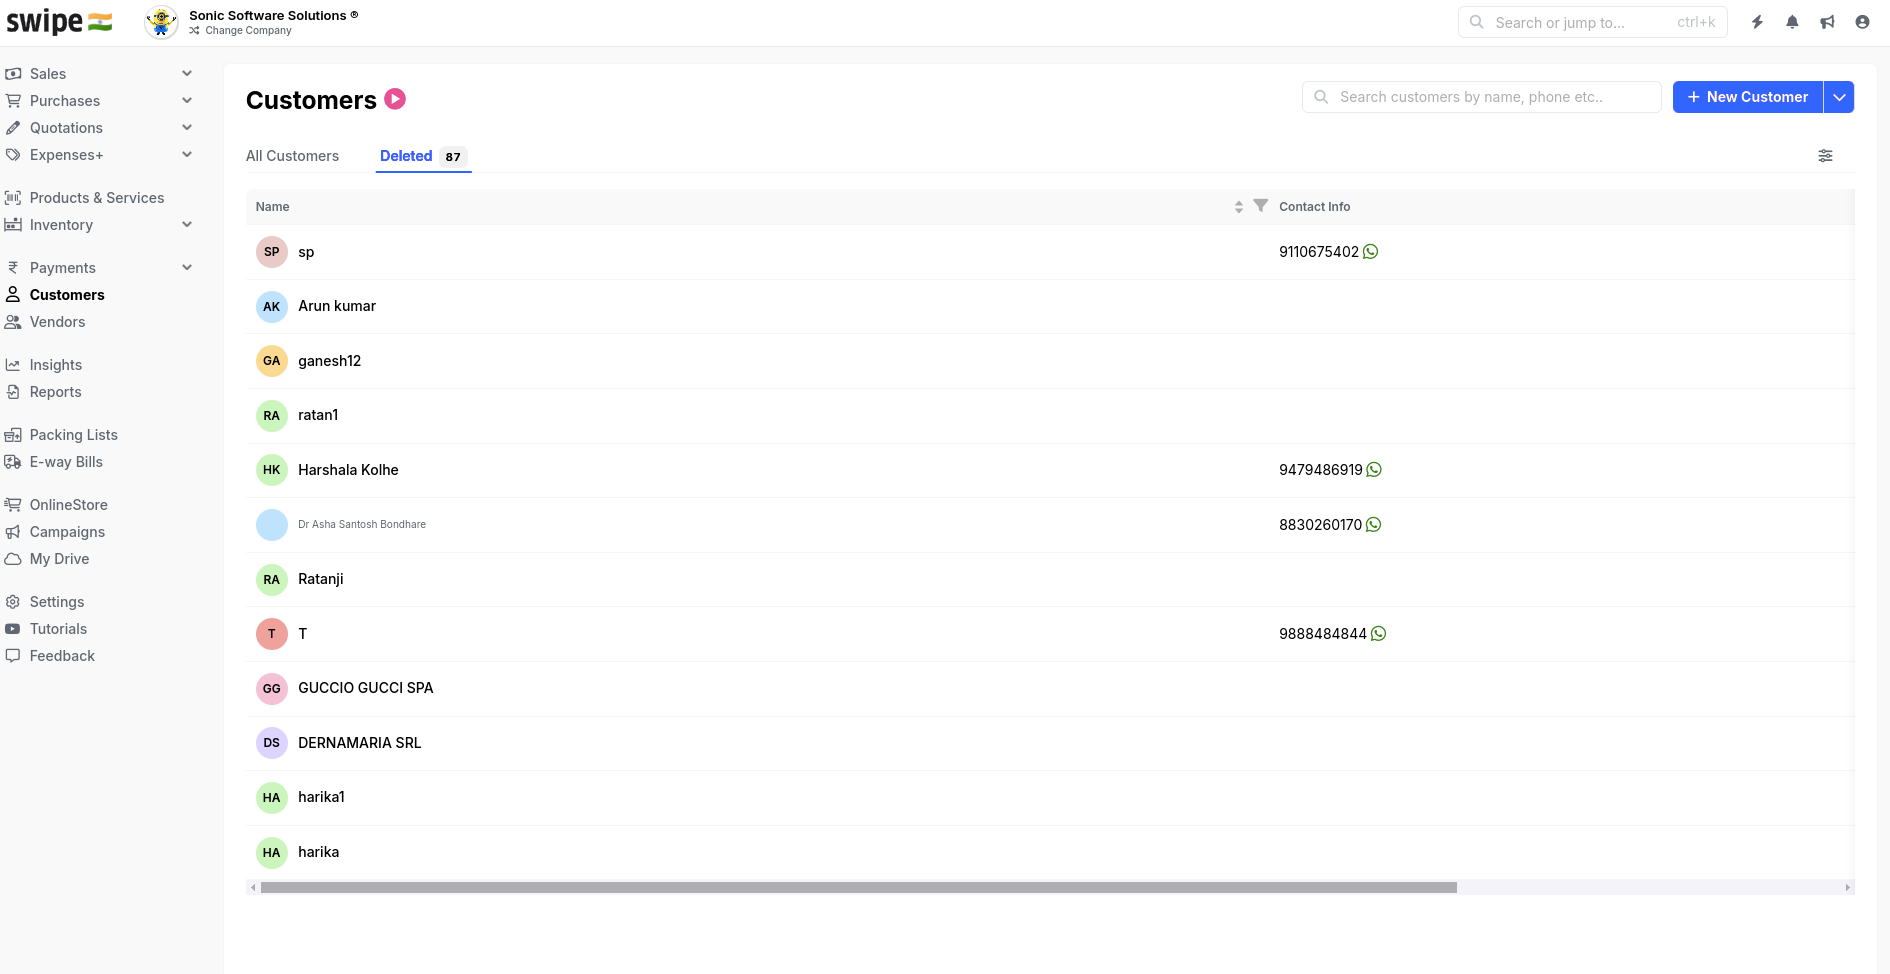 swipe
Sonic Software Solutions ®
Change Company
Search or jump to... ctrl+k
Sales
Purchases
Quotations
Expenses+
Products & Services
Inventory
Payments
Customers
Vendors
Insights
Reports
Packing Lists
E-way Bills
OnlineStore
Campaigns
My Drive
Settings
Tutorials
Feedback
Customers
Search customers by name, phone etc..
+ New Customer
All Customers
Deleted 87
Name Contact Info
SP sp 9110675402
AK Arun kumar
GA ganesh12
RA ratan1
HK Harshala Kolhe 9479486919
Dr Asha Santosh Bondhare 8830260170
RA Ratanji
T T 9888484844
GG GUCCIO GUCCI SPA
DS DERNAMARIA SRL
HA harika1
HA harika